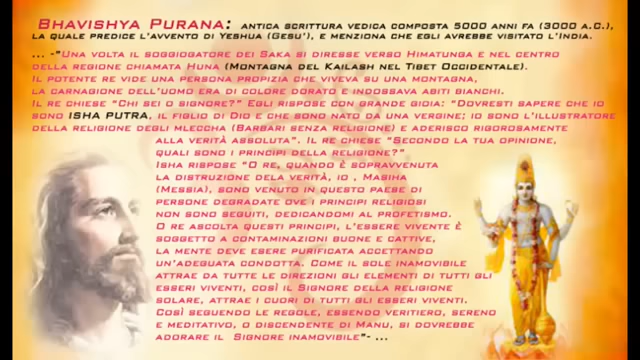 Bhavishya Purana: antica scrittura vedica composta 5000 anni fa (3000 a.C.),
la quale predice l'avvento di Yeshua (Gesu'), e menziona che egli avrebbe visitato l'India.
... -"Una volta il soggiogatore dei Saka si diresse verso Himatunga e nel centro
della regione chiamata Huna (Montagna del Kailash nel Tibet Occidentale).
Il potente re vide una persona propizia che viveva su una montagna,
la carnagione dell'uomo era di colore dorato e indossava abiti bianchi.
Il re chiese "Chi sei o signore?" Egli rispose con grande gioia: "Dovresti sapere che io
sono ISHA PUTRA, il figlio di Dio e che sono nato da una vergine; io sono l'illustratore
della religione degli mleccha (Barbari senza religione) e aderisco rigorosamente
alla verità assoluta". Il re chiese "Secondo la tua opinione,
quali sono i principi della religione?"
Isha rispose "O re, quando è sopravvenuta
la distruzione dela verità, io , Masiha
(Messia), sono venuto in questo paese di
persone degradate ove i principi religiosi
non sono seguiti, dedicandomi al profetismo.
O re ascolta questi principi, l'essere vivente è
soggetto a contaminazioni buone e cattive,
la mente deve esere purificata accettando
un'adeguata condotta. Come il sole inamovibile
attrae da tutte le direzioni gli elementi di tutti gli
esseri viventi, così il Signore della religione
solare, attrae i cuori di tutti gli esseri viventi.
Così seguendo le regole, essendo veritiero, sereno
e meditativo, o discendente di Manu, si dovrebbe
adorare il  Signore inamovibile"- ...